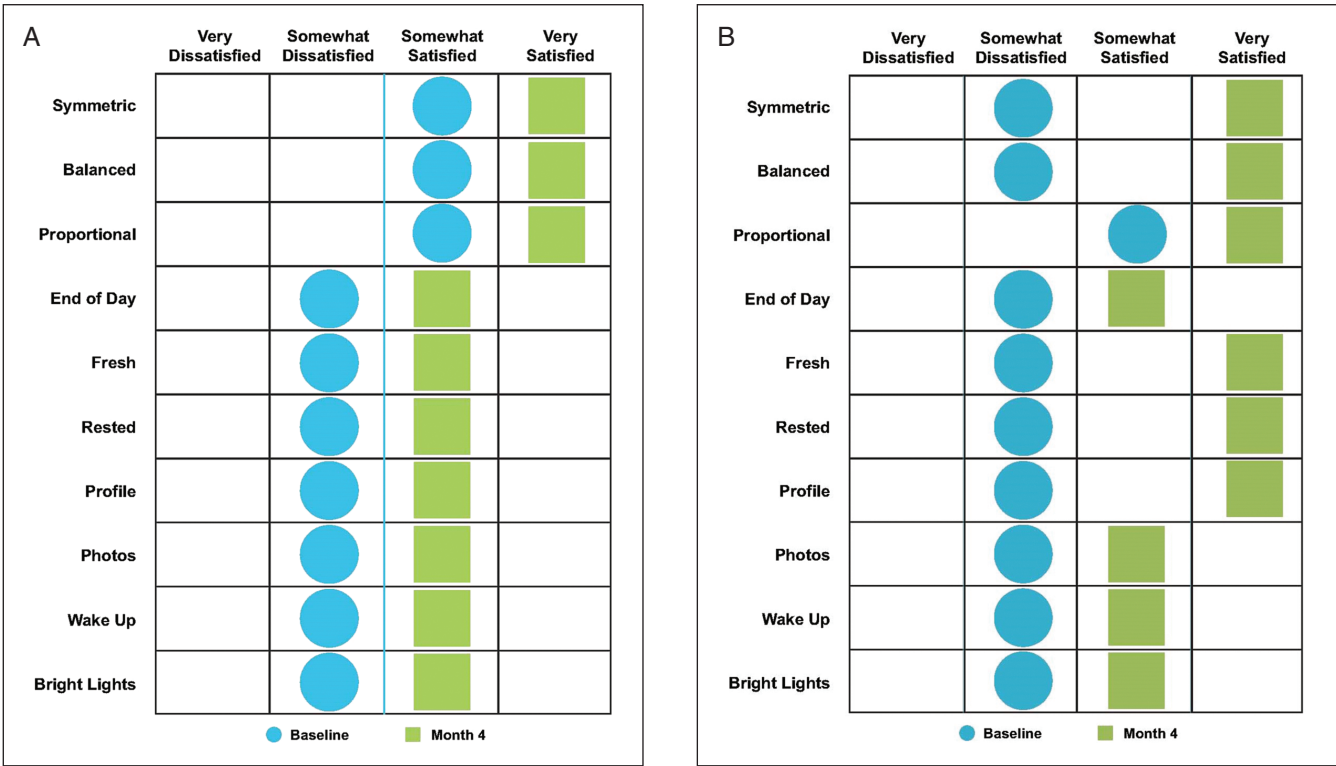 A
Very Dissatisfied
Somewhat Dissatisfied
Somewhat Satisfied
Very Satisfied
Symmetric
Balanced
Proportional
End of Day
Fresh
Rested
Profile
Photos
Wake Up
Bright Lights
Baseline
Month 4
B
Very Dissatisfied
Somewhat Dissatisfied
Somewhat Satisfied
Very Satisfied
Symmetric
Balanced
Proportional
End of Day
Fresh
Rested
Profile
Photos
Wake Up
Bright Lights
Baseline
Month 4